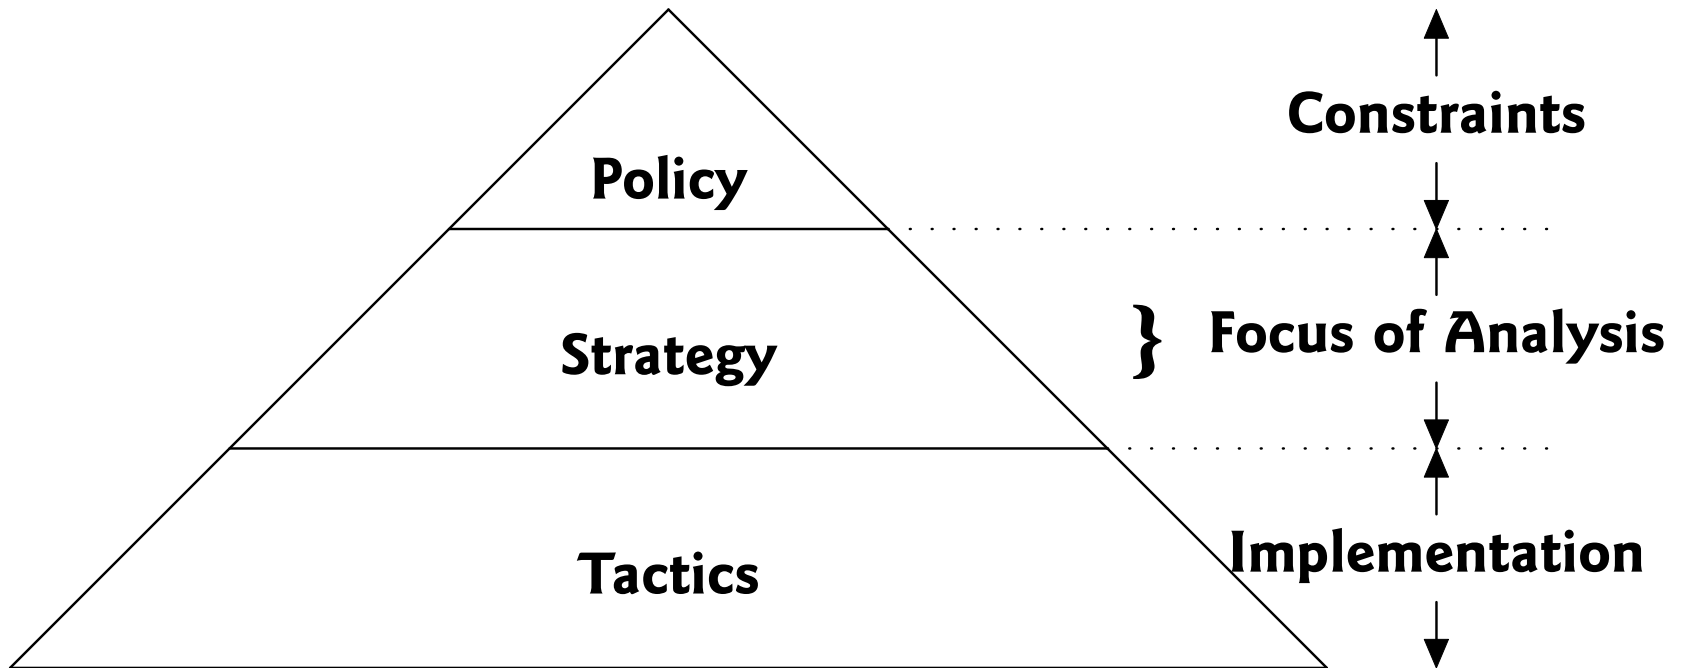 Constraints
Policy
} Focus of Analysis
Strategy
Implementation
Tactics